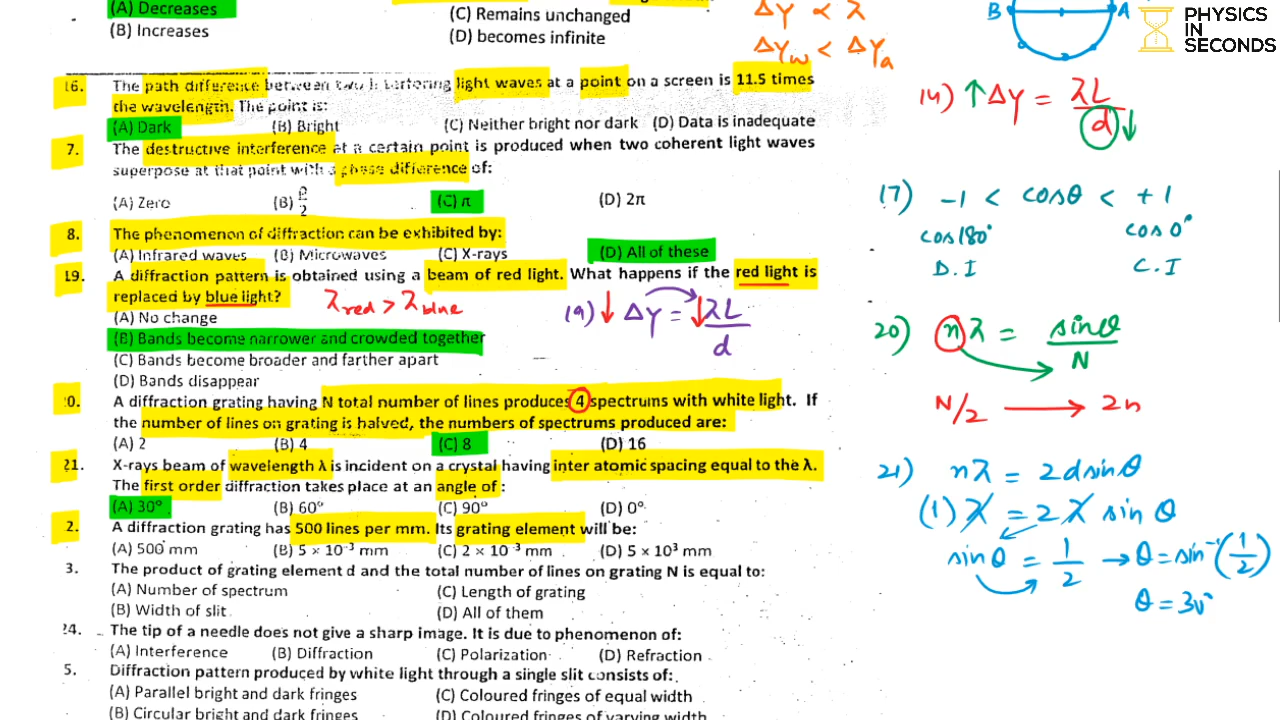 (A) Decreases
(B) Increases
(C) Remains unchanged
(D) becomes infinite
ΔY ∝ λ
ΔYw < ΔYa
B A
PHYSICS
IN
SECONDS
16. The path difference between two light waves at a point on a screen is 11.5 times
the wavelength. The point is:
(A) Dark (B) Bright (C) Neither bright nor dark (D) Data is inadequate
7. The destructive interference at a certain point is produced when two coherent light waves
superpose at that point with a phase difference of:
(A) Zero (B) 2 (C) π (D) 2π
8. The phenomenon of diffraction can be exhibited by:
(A) Infrared waves (B) Microwaves (C) X-rays (D) All of these
19. A diffraction pattern is obtained using a beam of red light. What happens if the red light is
replaced by blue light? λred > λblue
(A) No change
(B) Bands become narrower and crowded together
(C) Bands become broader and farther apart
(D) Bands disappear
19) ↓ ΔY = ↓λL/d
0. A diffraction grating having N total number of lines produces 4 spectrums with white light. If
the number of lines on grating is halved, the numbers of spectrums produced are:
(A) 2 (B) 4 (C) 8 (D) 16
21. X-rays beam of wavelength λ is incident on a crystal having inter atomic spacing equal to the λ.
The first order diffraction takes place at an angle of:
(A) 30° (B) 60° (C) 90° (D) 0°
2. A diffraction grating has 500 lines per mm. Its grating element will be:
(A) 500 mm (B) 5 × 10⁻³ mm (C) 2 × 10⁻³ mm (D) 5 x 10³ mm
3. The product of grating element d and the total number of lines on grating N is equal to:
(A) Number of spectrum (C) Length of grating
(B) Width of slit (D) All of them
24. The tip of a needle does not give a sharp image. It is due to phenomenon of:
(A) Interference (B) Diffraction (C) Polarization (D) Refraction
5. Diffraction pattern produced by white light through a single slit consists of:
(A) Parallel bright and dark fringes (C) Coloured fringes of equal width
(B) Circular bright and dark fringes (D) Coloured fringes of varying width
14) ↑ΔY = λL/d↓
17) -1 < cosθ < +1
cos180° cos0°
D.I C.I
20) nλ = sinθ/N
N/2 → 2n
21) nλ = 2dsinθ
(1)λ = 2λ sinθ
sinθ = 1/2 → θ = sin⁻¹(1/2)
θ = 30°